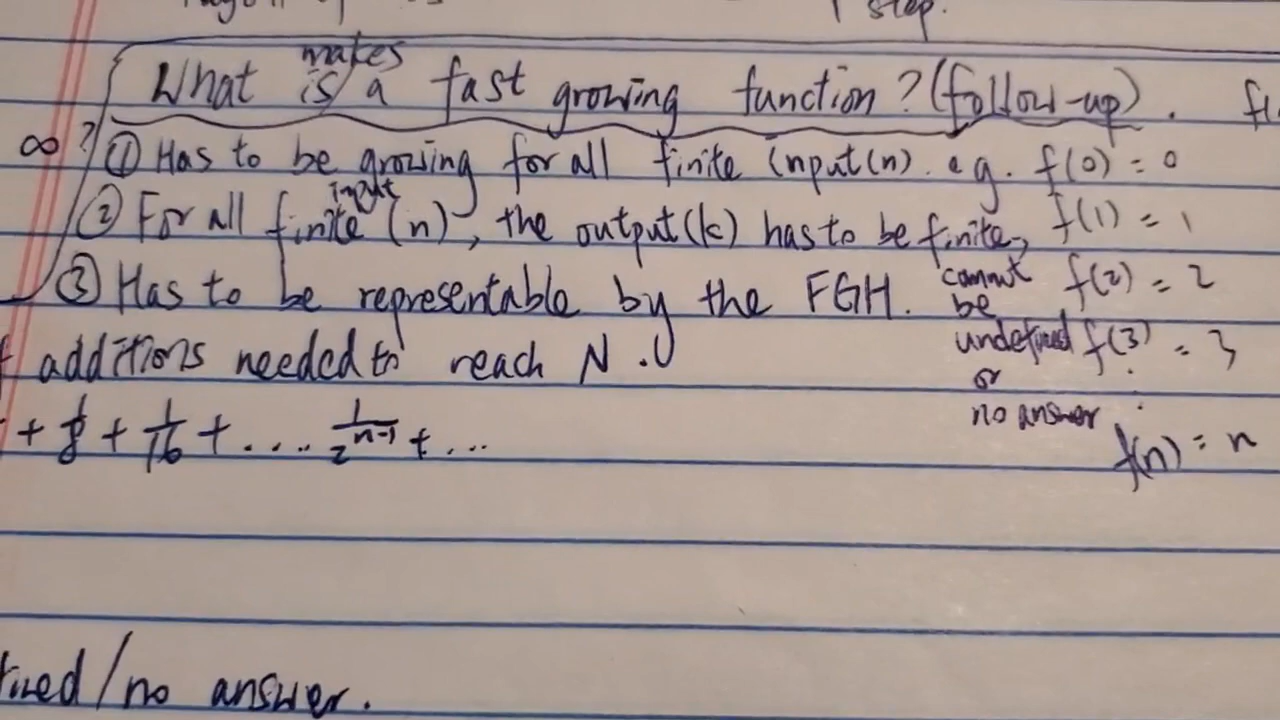 step.
makes
What is a fast growing function? (follow-up).
∞? ① Has to be growing for all finite input (n). e.g. f(0) = 0
input
② For all finite (n), the output (k) has to be finite, f(1) = 1
cannot be undefined or no answer
③ Has to be representable by the FGH. f(2) = 2
f(3) = 3
additions needed to reach N.
+ 1/8 + 1/16 + .... 1/2^(n-1) + ...
f(n) = n
/no answer.